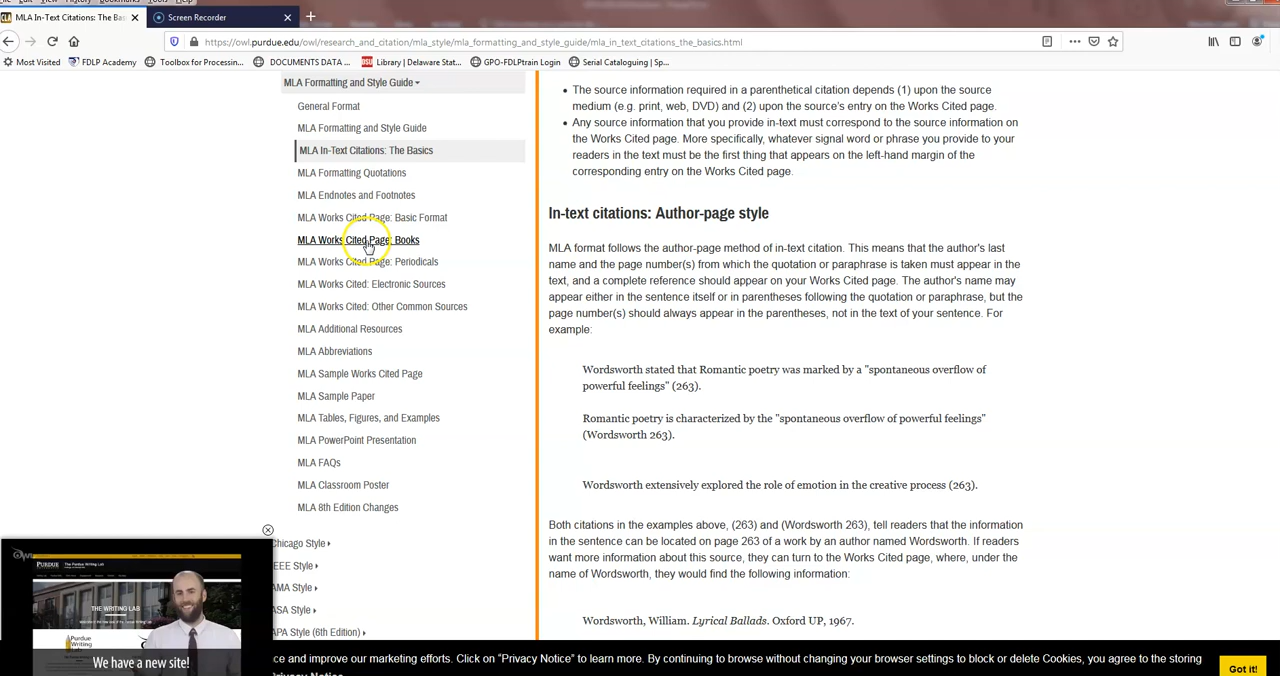 View History Bookmarks Tools Help
MLA In-Text Citations: The Bas
Screen Recorder
https://owl.purdue.edu/owl/research_and_citation/mla_style/mla_formatting_and_style_guide/mla_in_text_citations_the_basics.html
Most Visited
FDLP Academy
Toolbox for Processin...
DOCUMENTS DATA ...
DSU
Library | Delaware Stat...
GPO-FDLPtrain Login
Serial Cataloguing | Sp...
MLA Formatting and Style Guide
General Format
MLA Formatting and Style Guide
MLA In-Text Citations: The Basics
MLA Formatting Quotations
MLA Endnotes and Footnotes
MLA Works Cited Page: Basic Format
MLA Works Cited Page: Books
MLA Works Cited Page: Periodicals
MLA Works Cited: Electronic Sources
MLA Works Cited: Other Common Sources
MLA Additional Resources
MLA Abbreviations
MLA Sample Works Cited Page
MLA Sample Paper
MLA Tables, Figures, and Examples
MLA PowerPoint Presentation
MLA FAQs
MLA Classroom Poster
MLA 8th Edition Changes
Chicago Style
IEEE Style
AMA Style
ASA Style
APA Style (6th Edition)
The source information required in a parenthetical citation depends (1) upon the source
medium (e.g. print, web, DVD) and (2) upon the source's entry on the Works Cited page.
Any source information that you provide in-text must correspond to the source information on
the Works Cited page. More specifically, whatever signal word or phrase you provide to your
readers in the text must be the first thing that appears on the left-hand margin of the
corresponding entry on the Works Cited page.
In-text citations: Author-page style
MLA format follows the author-page method of in-text citation. This means that the author's last
name and the page number(s) from which the quotation or paraphrase is taken must appear in
the text, and a complete reference should appear on your Works Cited page. The author's name may
appear either in the sentence itself or in parentheses following the quotation or paraphrase, but the
page number(s) should always appear in the parentheses, not in the text of your sentence. For
example:
Wordsworth stated that Romantic poetry was marked by a "spontaneous overflow of
powerful feelings" (263).
Romantic poetry is characterized by the "spontaneous overflow of powerful feelings"
(Wordsworth 263).
Wordsworth extensively explored the role of emotion in the creative process (263).
Both citations in the examples above, (263) and (Wordsworth 263), tell readers that the information
in the sentence can be located on page 263 of a work by an author named Wordsworth. If readers
want more information about this source, they can turn to the Works Cited page, where, under the
name of Wordsworth, they would find the following information:
Wordsworth, William. Lyrical Ballads. Oxford UP, 1967.
PURDUE
THE WRITING LAB
Purdue
Writing
We have a new site!
ce and improve our marketing efforts. Click on "Privacy Notice" to learn more. By continuing to browse without changing your browser settings to block or delete Cookies, you agree to the storing
Privacy Notice
Got it!